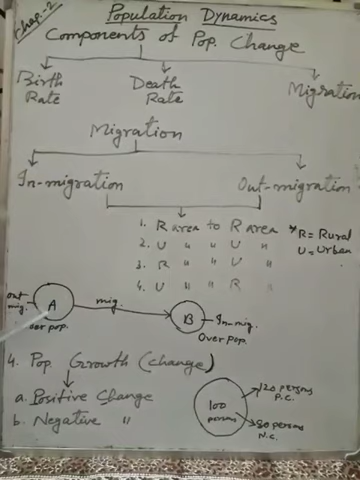 Chap.-2
Population Dynamics
Components of Pop. Change
Birth Rate
Death Rate
Migration
Migration
In-migration
Out-migration
1. R area to R area
2. U " " U "
3. R " " U "
4. U " " R "
* R = Rural
U = Urban
out mig.
A
mig.
B
In-mig.
Over pop.
4. Pop. Growth (change)
a. Positive Change
b. Negative "
100 persons
120 persons P.C.
80 persons N.C.